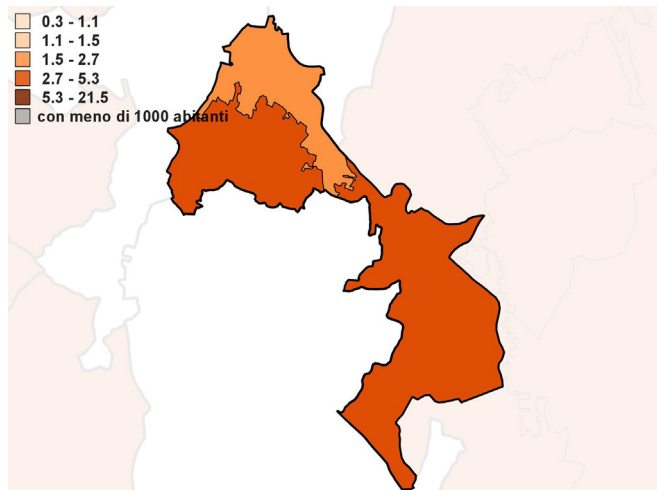 0.3 - 1.1
1.1 - 1.5
1.5 - 2.7
2.7 - 5.3
5.3 - 21.5
con meno di 1000 abitanti